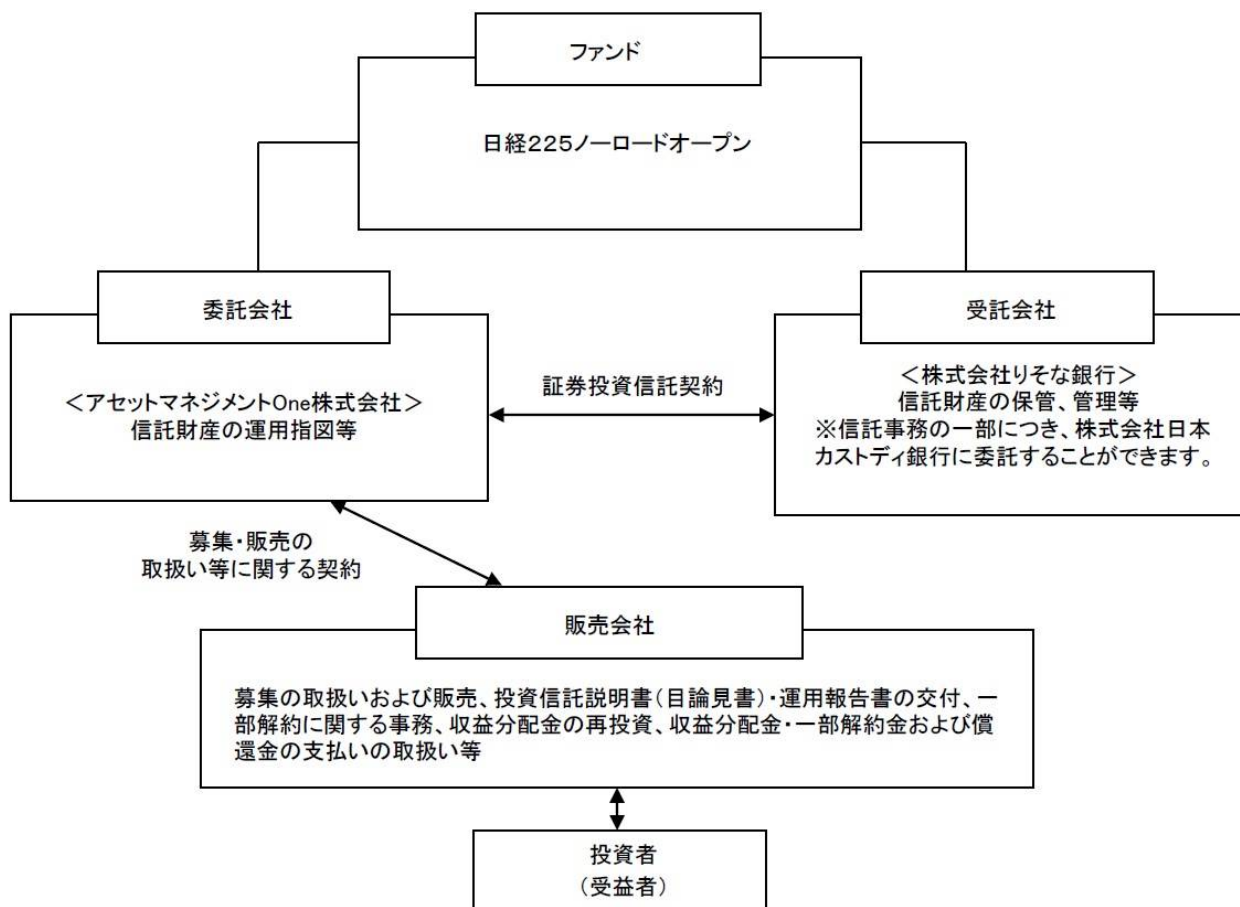 ファンド
日経225ノーロードオープン
委託会社
受託会社
<アセットマネジメントOne株式会社>
信託財産の運用指図等
証券投資信託契約
<株式会社りそな銀行>
信託財産の保管、管理等
※信託事務の一部につき、株式会社日本
カストディ銀行に委託することができます。
募集・販売の
取扱い等に関する契約
販売会社
募集の取扱いおよび販売、投資信託説明書(目論見書)・運用報告書の交付、一
部解約に関する事務、収益分配金の再投資、収益分配金・一部解約金および償
還金の支払いの取扱い等
投資者
(受益者)